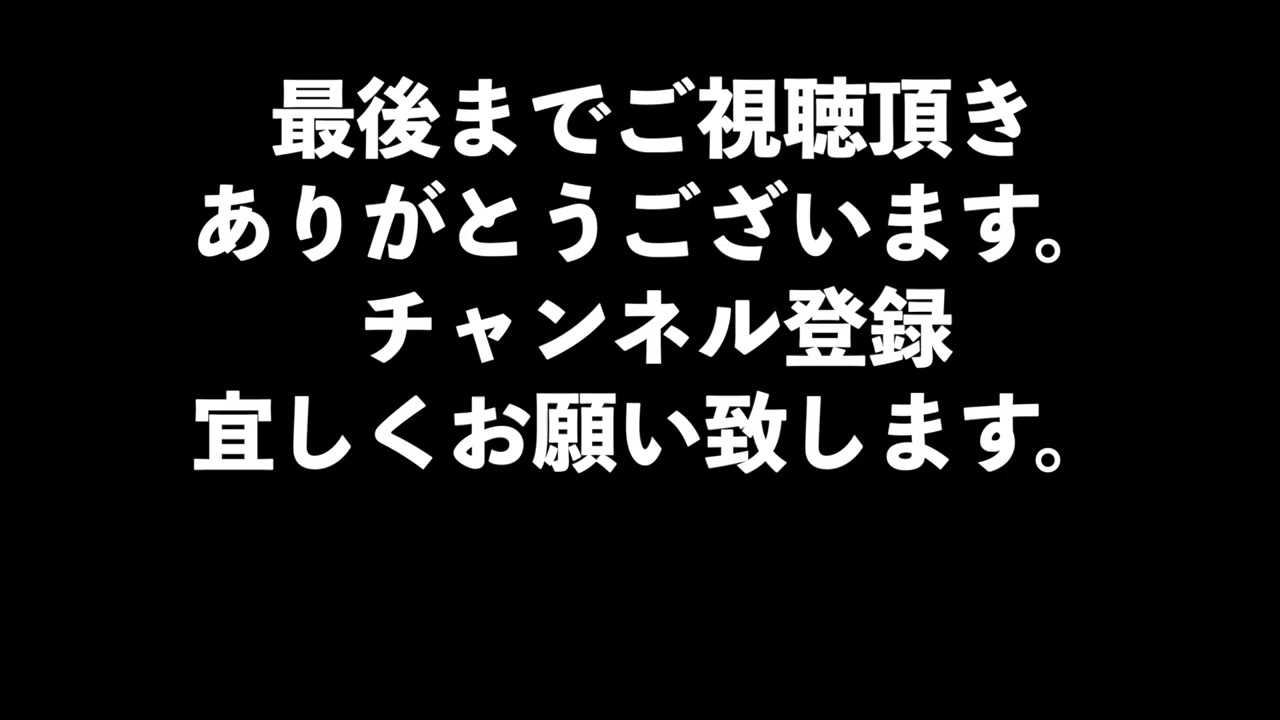 最後までご視聴頂き
ありがとうございます。
チャンネル登録
宜しくお願い致します。